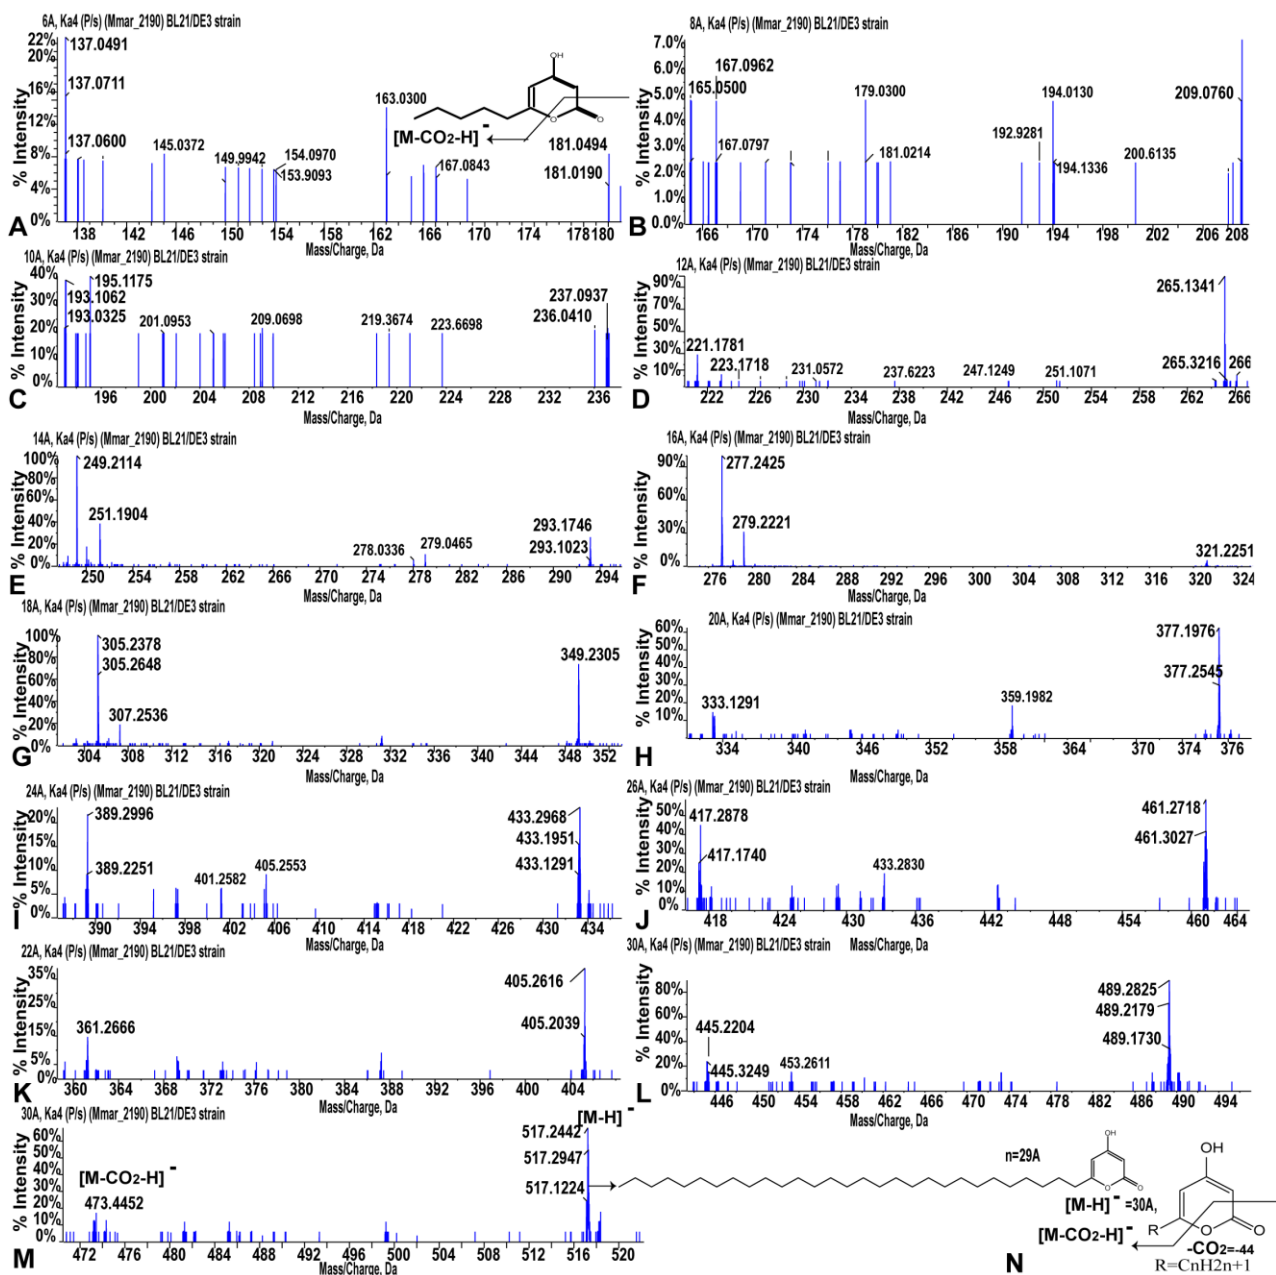 6A, Ka4 (P/s) (Mmar_2190) BL21/DE3 strain
22%
20%
16%
12%
8%
4%
0%
% Intensity
137.0491
137.0711
137.0600
145.0372
149.9942
154.0970
153.9093
163.0300
167.0843
181.0494
181.0190
OH
O
O
[M-CO₂-H]⁻
138 142 146 150 154 162 166 170 174 178 180
Mass/Charge, Da
A
8A, Ka4 (P/s) (Mmar_2190) BL21/DE3 strain
7.0%
6.0%
5.0%
4.0%
3.0%
2.0%
1.0%
0.0%
% Intensity
167.0962
165.0500
167.0797
179.0300
181.0214
192.9281
194.0130
194.1336
200.6135
209.0760
166 170 174 178 182 186 190 194 198 202 206 208
Mass/Charge, Da
B
10A, Ka4 (P/s) (Mmar_2190) BL21/DE3 strain
40%
30%
20%
10%
0%
% Intensity
195.1175
193.1062
193.0325
201.0953
209.0698
219.3674
223.6698
237.0937
236.0410
196 200 204 208 212 216 220 224 228 232 236
Mass/Charge, Da
C
12A, Ka4 (P/s) (Mmar_2190) BL21/DE3 strain
90%
70%
50%
30%
10%
0%
% Intensity
221.1781
223.1718
231.0572
237.6223
247.1249
251.1071
265.1341
265.3216
266
222 226 230 234 238 242 246 250 254 258 262 266
Mass/Charge, Da
D
14A, Ka4 (P/s) (Mmar_2190) BL21/DE3 strain
100%
80%
60%
40%
20%
0%
% Intensity
249.2114
251.1904
278.0336
279.0465
293.1746
293.1023
250 254 258 262 266 270 274 278 282 286 290 294
Mass/Charge, Da
E
16A, Ka4 (P/s) (Mmar_2190) BL21/DE3 strain
90%
60%
30%
0%
% Intensity
277.2425
279.2221
321.2251
276 280 284 288 292 296 300 304 308 312 316 320 324
Mass/Charge, Da
F
18A, Ka4 (P/s) (Mmar_2190) BL21/DE3 strain
100%
80%
60%
40%
20%
0%
% Intensity
305.2378
305.2648
307.2536
349.2305
304 308 312 316 320 324 328 332 336 340 344 348 352
Mass/Charge, Da
G
20A, Ka4 (P/s) (Mmar_2190) BL21/DE3 strain
60%
50%
40%
30%
20%
10%
% Intensity
333.1291
359.1982
377.1976
377.2545
334 340 346 352 358 364 370 374 376
Mass/Charge, Da
H
24A, Ka4 (P/s) (Mmar_2190) BL21/DE3 strain
20%
15%
10%
5%
0%
% Intensity
389.2996
389.2251
401.2582
405.2553
433.2968
433.1951
433.1291
390 394 398 402 406 410 414 418 422 426 430 434
Mass/Charge, Da
I
26A, Ka4 (P/s) (Mmar_2190) BL21/DE3 strain
50%
40%
30%
20%
10%
0%
% Intensity
417.2878
417.1740
433.2830
461.2718
461.3027
418 424 430 436 442 448 454 460 464
Mass/Charge, Da
J
22A, Ka4 (P/s) (Mmar_2190) BL21/DE3 strain
35%
25%
15%
5%
0%
% Intensity
361.2666
405.2616
405.2039
360 364 368 372 376 380 384 388 392 396 400 404
Mass/Charge, Da
K
30A, Ka4 (P/s) (Mmar_2190) BL21/DE3 strain
80%
60%
40%
20%
0%
% Intensity
445.2204
445.3249
453.2611
489.2825
489.2179
489.1730
446 450 454 458 462 466 470 474 478 482 486 490 494
Mass/Charge, Da
L
30A, Ka4 (P/s) (Mmar_2190) BL21/DE3 strain
60%
50%
40%
30%
20%
10%
0%
% Intensity
[M-CO₂-H]⁻
473.4452
[M-H]⁻
517.2442
517.2947
517.1224
472 476 480 484 488 492 496 500 504 508 512 516 520
Mass/Charge, Da
M
n=29A
OH
O
O
[M-H]⁻ =30A,
[M-CO₂-H]⁻
OH
R
O
O
-CO₂=-44
R=CnH2n+1
N